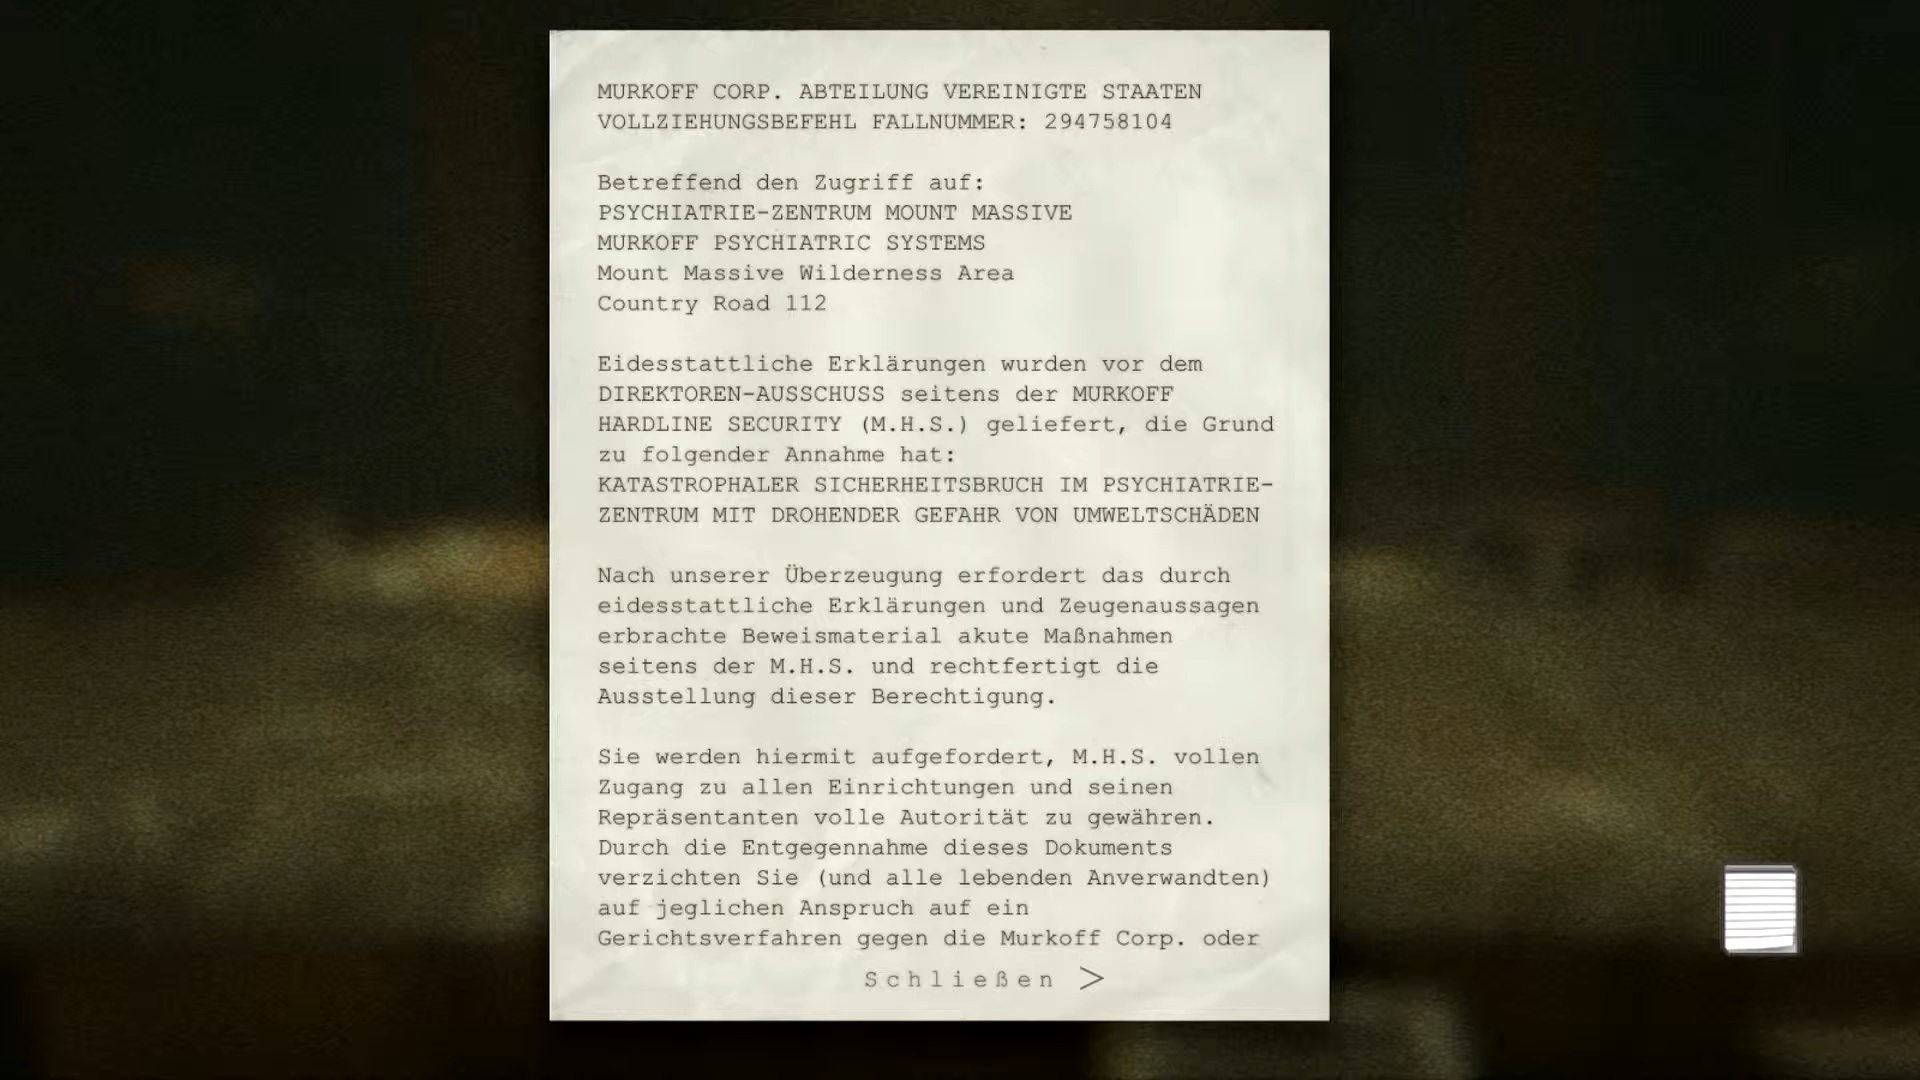 MURKOFF CORP. ABTEILUNG VEREINIGTE STAATEN
VOLLZIEHUNGSBEFEHL FALLNUMMER: 294758104
Betreffend den Zugriff auf:
PSYCHIATRIE-ZENTRUM MOUNT MASSIVE
MURKOFF PSYCHIATRIC SYSTEMS
Mount Massive Wilderness Area
Country Road 112
Eidesstattliche Erklärungen wurden vor dem
DIREKTOREN-AUSSCHUSS seitens der MURKOFF
HARDLINE SECURITY (M.H.S.) geliefert, die Grund
zu folgender Annahme hat:
KATASTROPHALER SICHERHEITSBRUCH IM PSYCHIATRIE-
ZENTRUM MIT DROHENDER GEFAHR VON UMWELTSCHÄDEN
Nach unserer Überzeugung erfordert das durch
eidesstattliche Erklärungen und Zeugenaussagen
erbrachte Beweismaterial akute Maßnahmen
seitens der M.H.S. und rechtfertigt die
Ausstellung dieser Berechtigung.
Sie werden hiermit aufgefordert, M.H.S. vollen
Zugang zu allen Einrichtungen und seinen
Repräsentanten volle Autorität zu gewähren.
Durch die Entgegennahme dieses Dokuments
verzichten Sie (und alle lebenden Anverwandten)
auf jeglichen Anspruch auf ein
Gerichtsverfahren gegen die Murkoff Corp. oder
Schließen >